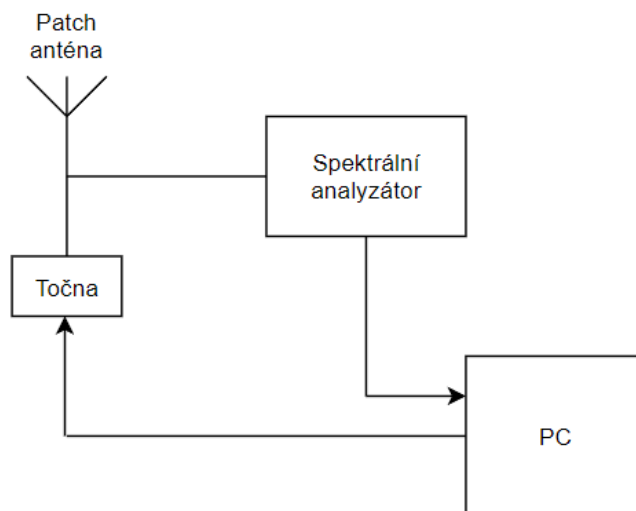 Patch
anténa
Spektrální
analyzátor
Točna
PC